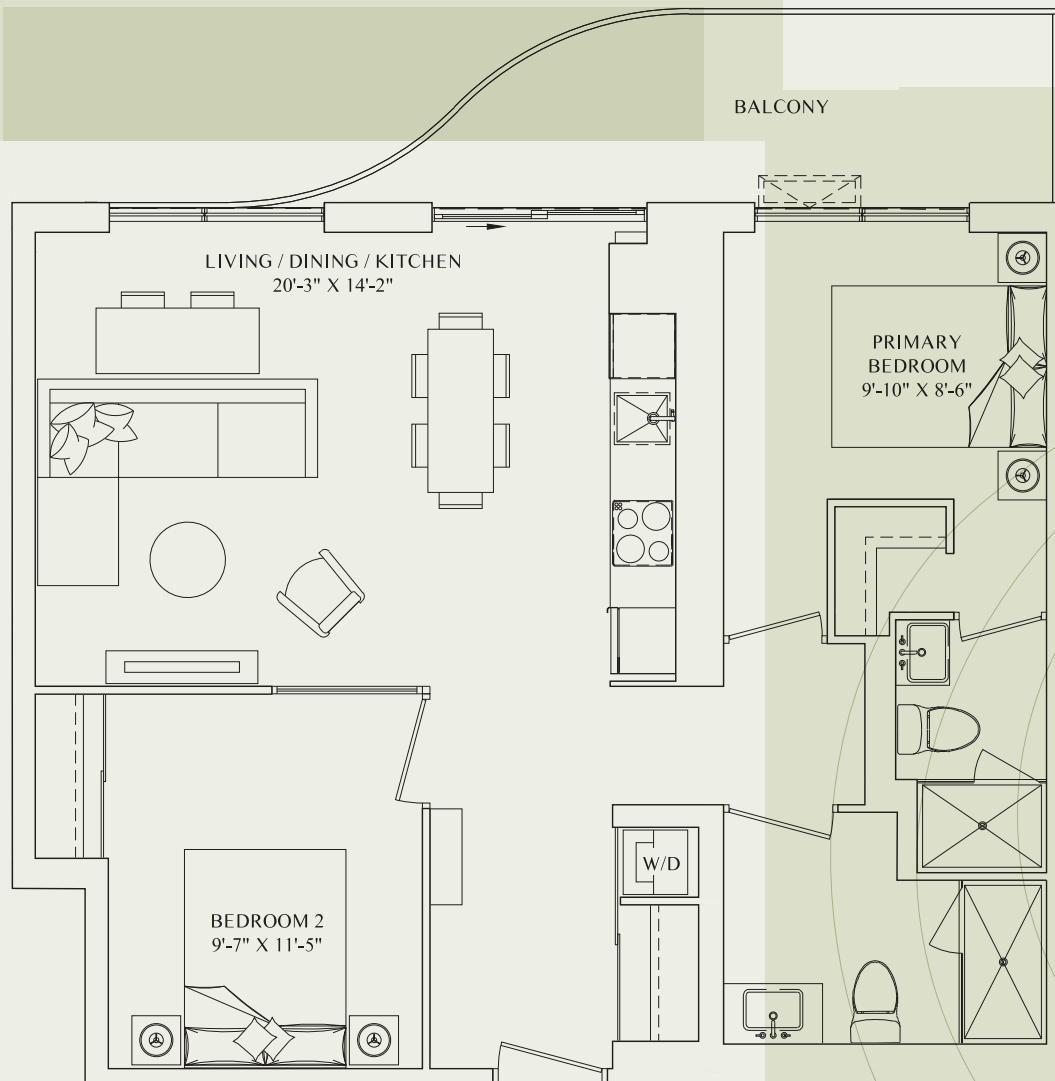 BALCONY
LIVING / DINING / KITCHEN
20'-3" X 14'-2"
PRIMARY
BEDROOM
9'-10" X 8'-6"
W/D
BEDROOM 2
9'-7" X 11'-5"